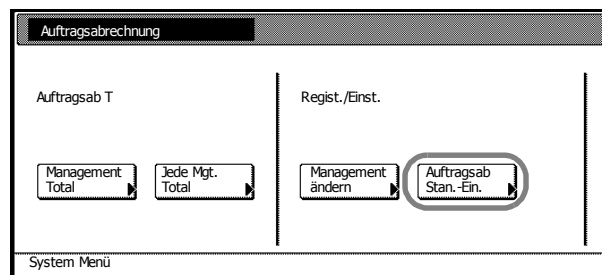 Auftragsabrechnung
Auftragsab T
Regist./Einst.
Management
Total
Jede Mgt.
Total
Management
ändern
Auftragsab
Stan.-Ein.
System Menü